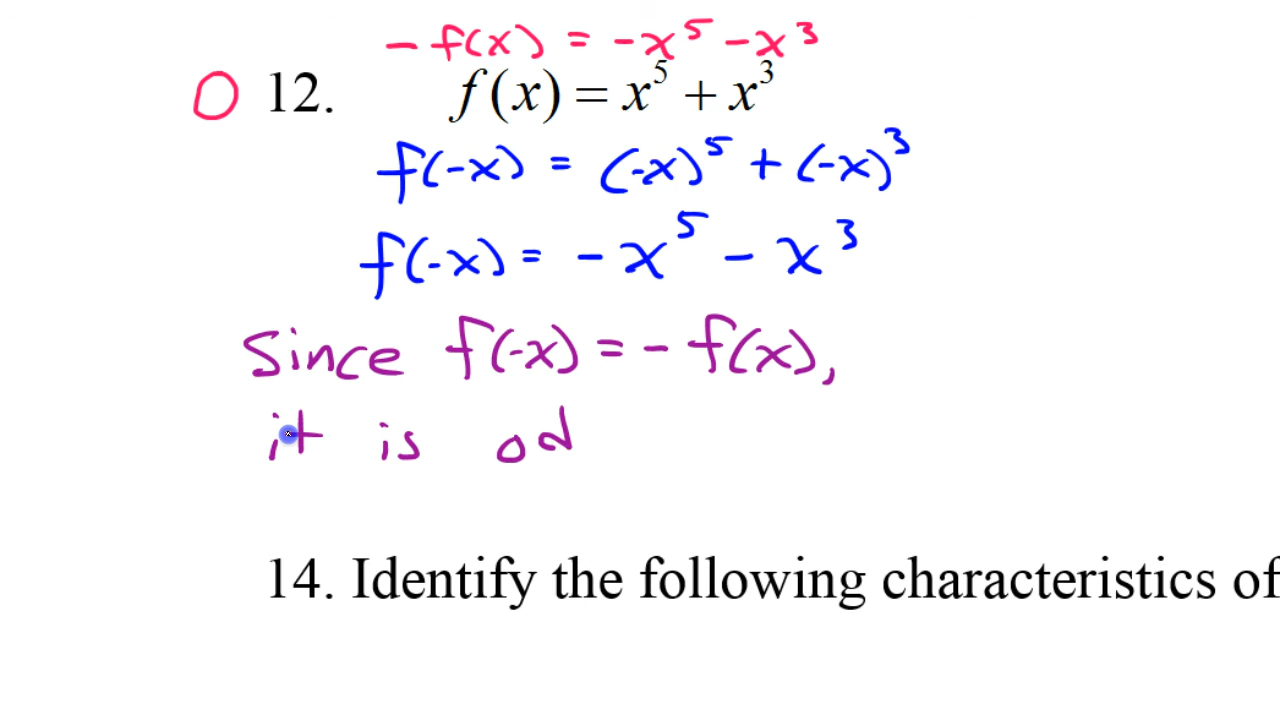 -f(x) = -x⁵ -x³
O 12. f(x) = x⁵ + x³
f(-x) = (-x)⁵ + (-x)³
f(-x) = -x⁵ - x³
Since f(-x) = - f(x),
it is od
14. Identify the following characteristics of